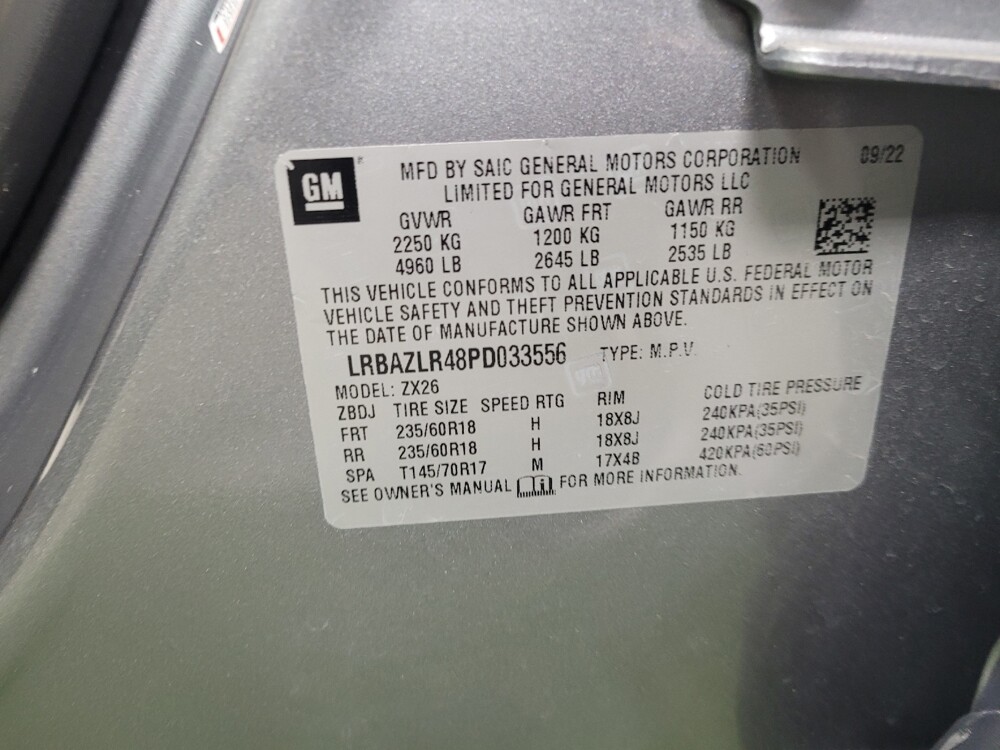 GM
MFD BY SAIC GENERAL MOTORS CORPORATION 09/22
LIMITED FOR GENERAL MOTORS LLC
GVWR GAWR FRT GAWR RR
2250 KG 1200 KG 1150 KG
4960 LB 2645 LB 2535 LB
THIS VEHICLE CONFORMS TO ALL APPLICABLE U.S. FEDERAL MOTOR
VEHICLE SAFETY AND THEFT PREVENTION STANDARDS IN EFFECT ON
THE DATE OF MANUFACTURE SHOWN ABOVE.
LRBAZLR48PD033556 TYPE: M.P.V.
MODEL: ZX26
ZBDJ TIRE SIZE SPEED RTG RIM COLD TIRE PRESSURE
FRT 235/60R18 H 18X8J 240KPA(35PSI)
RR 235/60R18 H 18X8J 240KPA(35PSI)
SPA T145/70R17 M 17X4B 420KPA(60PSI)
SEE OWNER'S MANUAL FOR MORE INFORMATION.